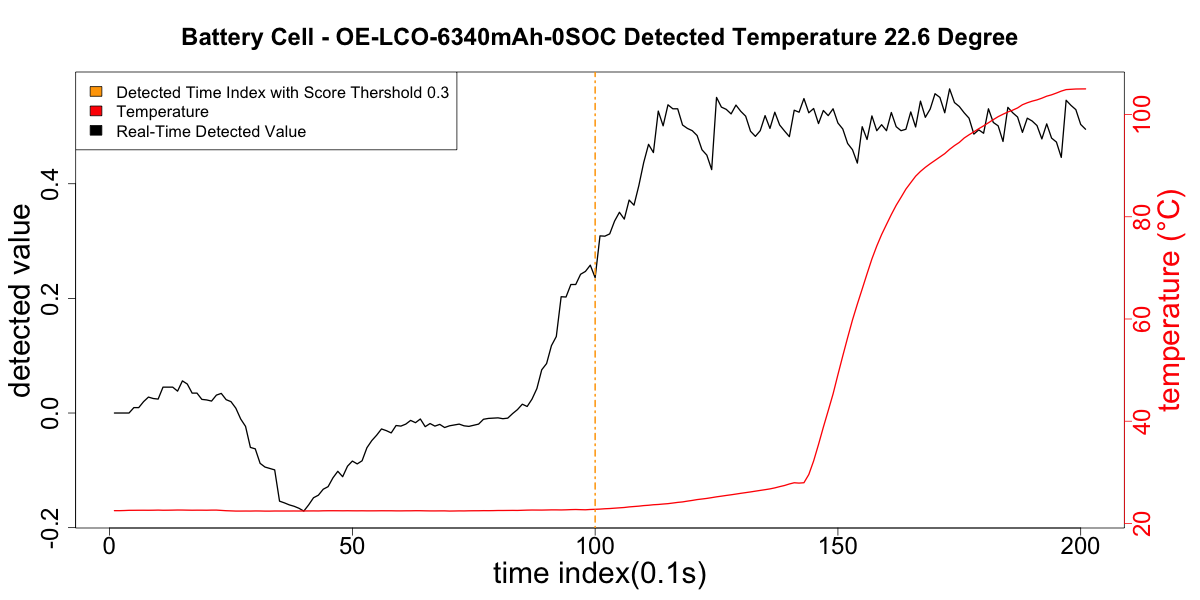 Battery Cell - OE-LCO-6340mAh-0SOC Detected Temperature 22.6 Degree
Detected Time Index with Score Thershold 0.3
Temperature
Real-Time Detected Value
detected value
-0.2
0.0
0.2
0.4
0
50
100
150
200
time index(0.1s)
20
40
60
80
100
temperature (°C)